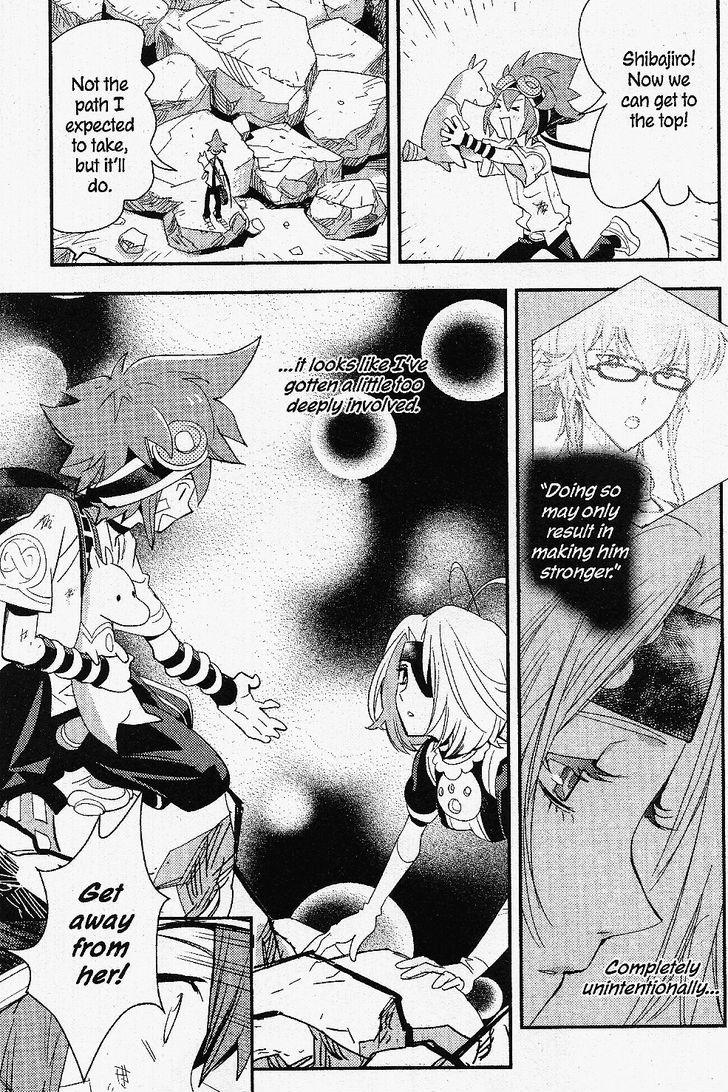 Shibajiro!
Now we
can get to
the top!
Not the
path I
expected
to take,
but it'll
do.
"Doing so
may only
result in
making him
stronger."
Completely
unintentionally...
...it looks like I've
gotten a little too
deeply involved.
Get
away
from
her!